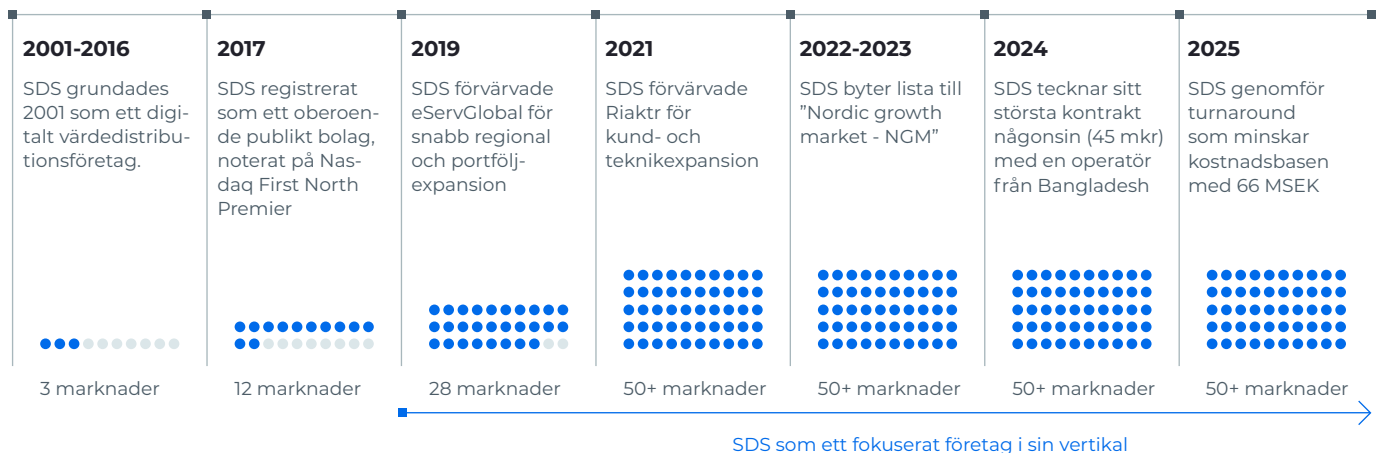 2001-2016
SDS grundades
2001 som ett digi-
talt värdedistribu-
tionsföretag.
3 marknader
2017
SDS registrerat
som ett oberoen-
de publikt bolag,
noterat på Nas-
daq First North
Premier
12 marknader
2019
SDS förvärvade
eServGlobal för
snabb regional
och portfölj-
expansion
28 marknader
2021
SDS förvärvade
Riaktr för
kund- och
teknikexpansion
50+ marknader
2022-2023
SDS byter lista till
”Nordic growth
market - NGM”
50+ marknader
2024
SDS tecknar sitt
största kontrakt
någonsin (45 mkr)
med en operatör
från Bangladesh
50+ marknader
2025
SDS genomför
turnaround
som minskar
kostnadsbasen
med 66 MSEK
50+ marknader
SDS som ett fokuserat företag i sin vertikal